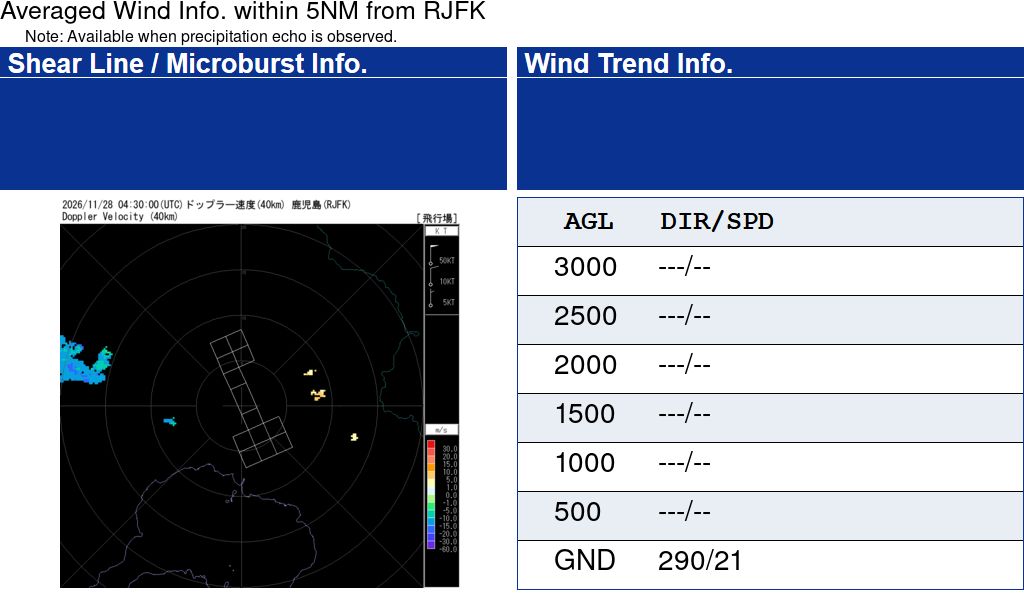 Averaged Wind Info. within 5NM from RJFK
Note: Available when precipitation echo is observed.
Shear Line / Microburst Info.
Wind Trend Info.
2026/11/28 04:30:00(UTC) ドップラー速度(40km) 鹿児島(RJFK)
Doppler Velocity (40km)
[飛行場]
KT
50KT
10KT
5KT
m/s
30.0
20.0
15.0
10.0
5.0
1.0
0.0
-1.0
-5.0
-10.0
-15.0
-20.0
-30.0
-60.0
AGL DIR/SPD
3000 ---/--
2500 ---/--
2000 ---/--
1500 ---/--
1000 ---/--
500 ---/--
GND 290/21